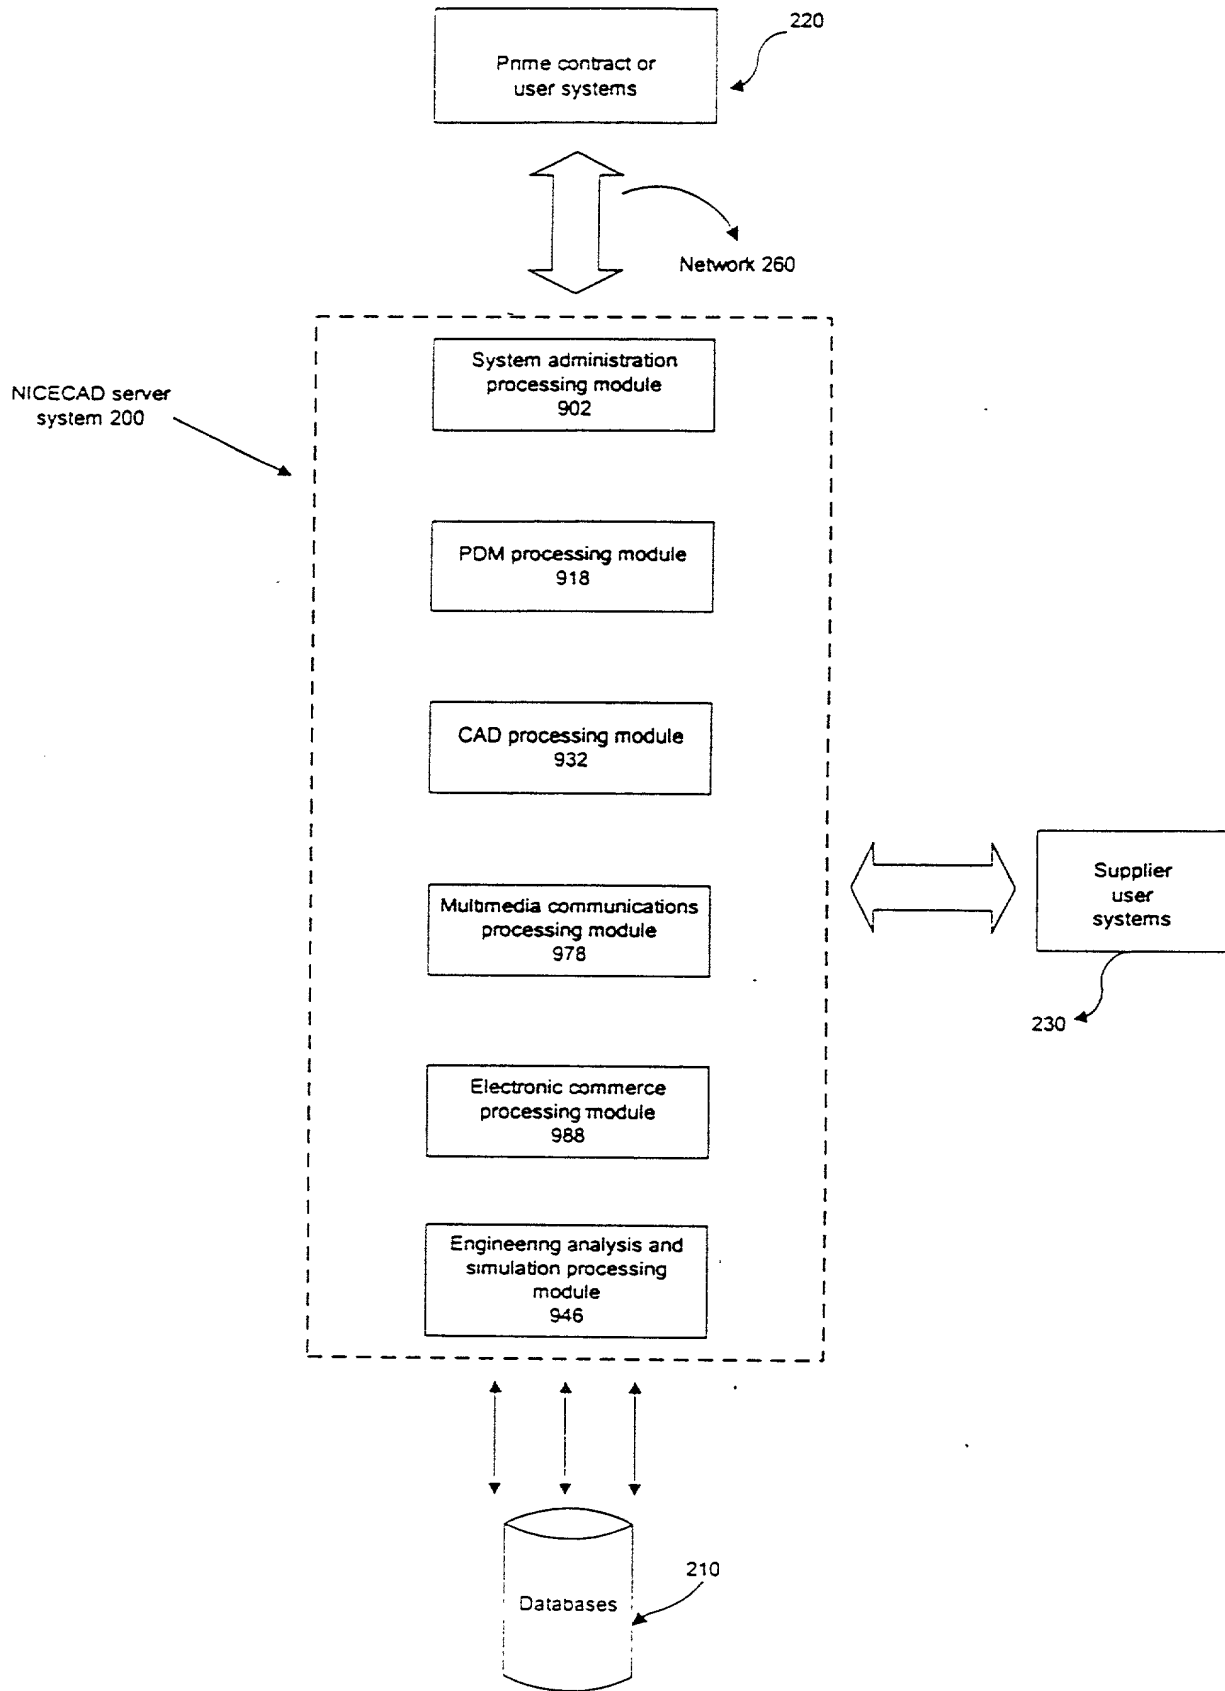 220
Prime contract or
user systems
Network 260
NICECAD server
system 200
System administration
processing module
902
PDM processing module
918
CAD processing module
932
Multimedia communications
processing module
978
Supplier
user
systems
230
Electronic commerce
processing module
988
Engineering analysis and
simulation processing
module
946
210
Databases